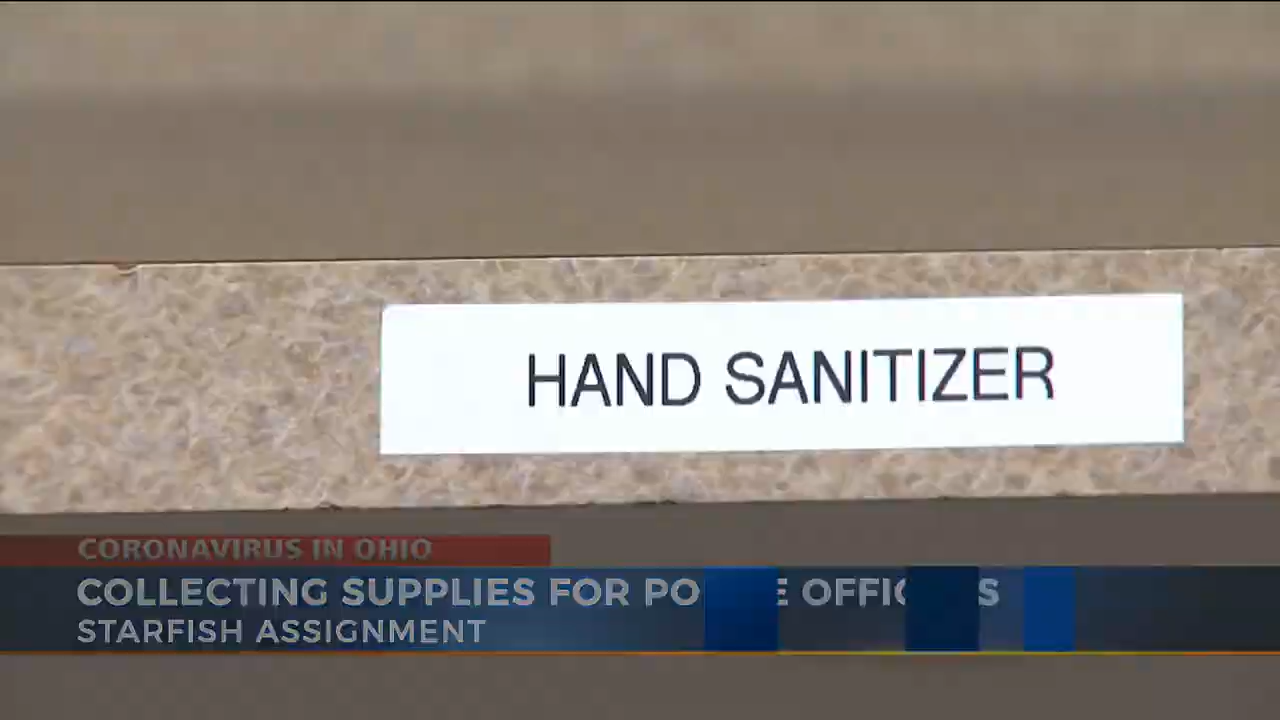 HAND SANITIZER
CORONAVIRUS IN OHIO
COLLECTING SUPPLIES FOR
STARFISH ASSIGNMENT